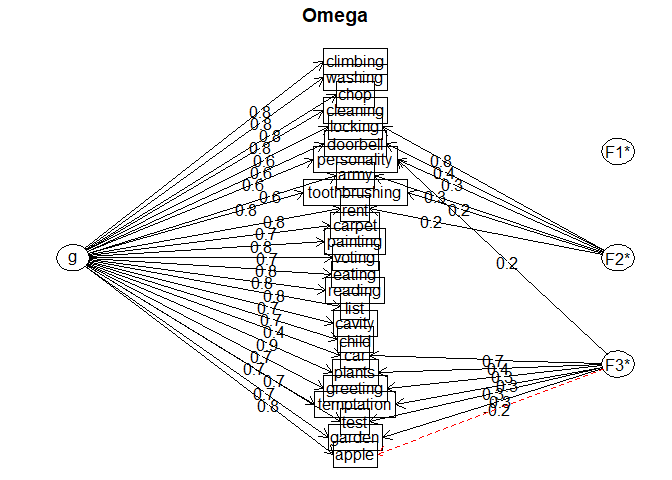 Omega
climbing
washing
chop
cleaning
locking
doorbell
personality
army
toothbrushing
rent
carpet
painting
voting
eating
reading
list
cavity
child
car
plants
greeting
temptation
test
garden
apple
g
F1*
F2*
F3*
0.8
0.8
0.8
0.8
0.6
0.6
0.6
0.6
0.8
0.8
0.7
0.8
0.7
0.8
0.8
0.8
0.7
0.7
0.4
0.9
0.7
0.7
0.7
0.7
0.8
0.8
0.4
0.3
0.3
0.2
0.2
0.2
0.7
0.4
0.5
0.3
0.3
0.3
0.2